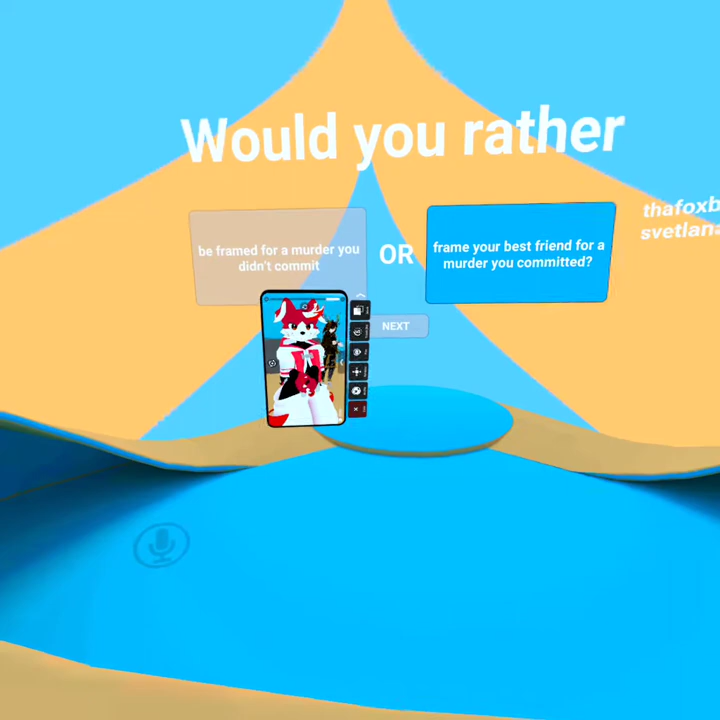 Would you rather
thafoxb
svetlana
be framed for a murder you
didn't commit
OR
frame your best friend for a
murder you committed?
NEXT